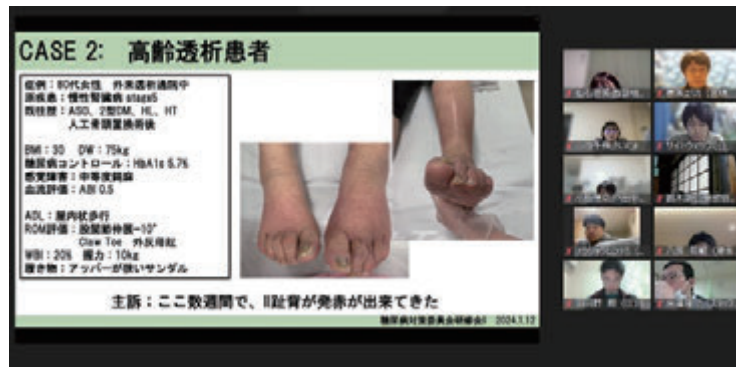 CASE 2: 高齢透析患者
症例：80代女性 外来透析通院中
原疾患：慢性腎臓病 stage5
既往歴：ASO、2型DM、HL、HT
人工骨頭置換術後
BMI：30 DW：75kg
糖尿病コントロール：HbA1c 5.7%
感覚障害：中等度鈍麻
血流評価：ABI 0.5
ADL：屋内杖歩行
ROM評価：股関節伸展-10°
Claw Toe 外反母趾
WBI：20% 握力：10kg
履き物：アッパーが狭いサンダル
主訴：ここ数週間で、II趾背が発赤が出来てきた
糖尿病対策委員会研修会 2024.1.12